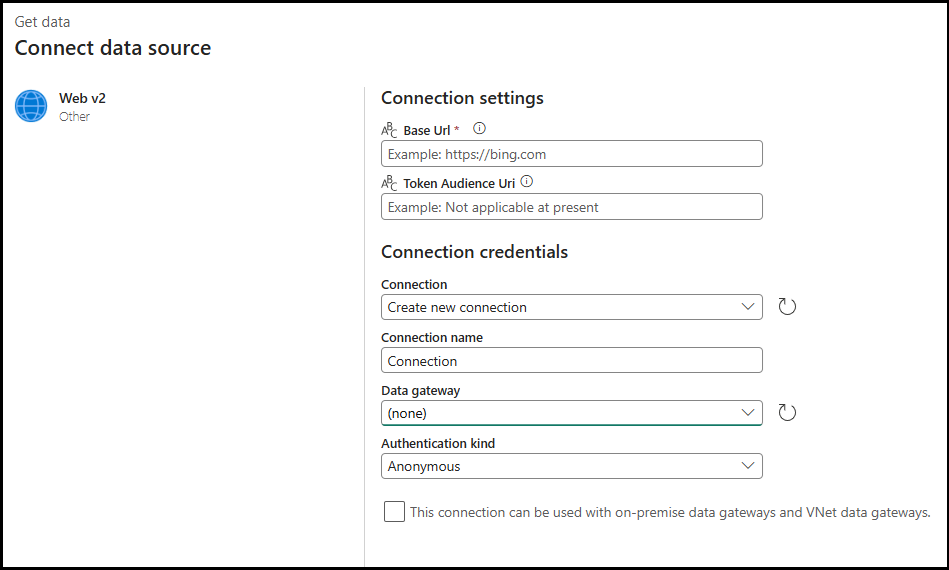 Get data
Connect data source
Web v2
Other
Connection settings
ABC Base Url *
Example: https://bing.com
ABC Token Audience Uri
Example: Not applicable at present
Connection credentials
Connection
Create new connection
Connection name
Connection
Data gateway
(none)
Authentication kind
Anonymous
This connection can be used with on-premise data gateways and VNet data gateways.